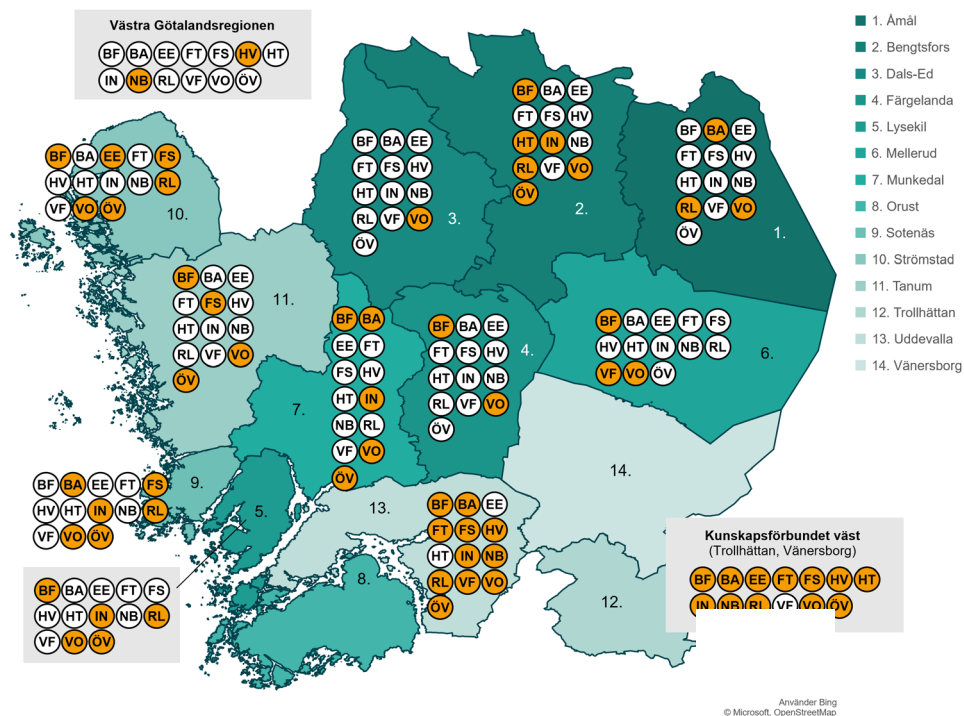 Västra Götalandsregionen
BF BA EE FT FS HV HT
IN NB RL VF VO ÖV
1. Åmål
2. Bengtsfors
3. Dals-Ed
4. Färgelanda
5. Lysekil
6. Mellerud
7. Munkedal
8. Orust
9. Sotenäs
10. Strömstad
11. Tanum
12. Trollhättan
13. Uddevalla
14. Vänersborg
BF BA EE FT FS
HV HT IN NB RL
VF VO ÖV
10.
BF BA EE
FT FS HV
HT IN NB
RL VF VO
ÖV
3.
BF BA EE
FT FS HV
HT IN NB
RL VF VO
ÖV
2.
BF BA EE
FT FS HV
HT IN NB
RL VF VO
ÖV
1.
BF BA EE
FT FS HV
HT IN NB
RL VF VO
ÖV
11.
BF BA
EE FT
FS HV
HT IN
NB RL
VF VO
ÖV
7.
BF BA EE
FT FS HV
HT IN NB
RL VF VO
ÖV
4.
BF BA EE FT FS
HV HT IN NB RL
VF VO ÖV
6.
BF BA EE FT FS
HV HT IN NB RL
VF VO ÖV
9.
5.
BF BA EE FT FS
HV HT IN NB RL
VF VO ÖV
13.
BF BA EE
FT FS HV
HT IN NB
RL VF VO
ÖV
8.
14.
12.
Kunskapsförbundet väst
(Trollhättan, Vänersborg)
BF BA EE FT FS HV HT
IN NB RL VF VO ÖV
Använder Bing
© Microsoft, OpenStreetMap